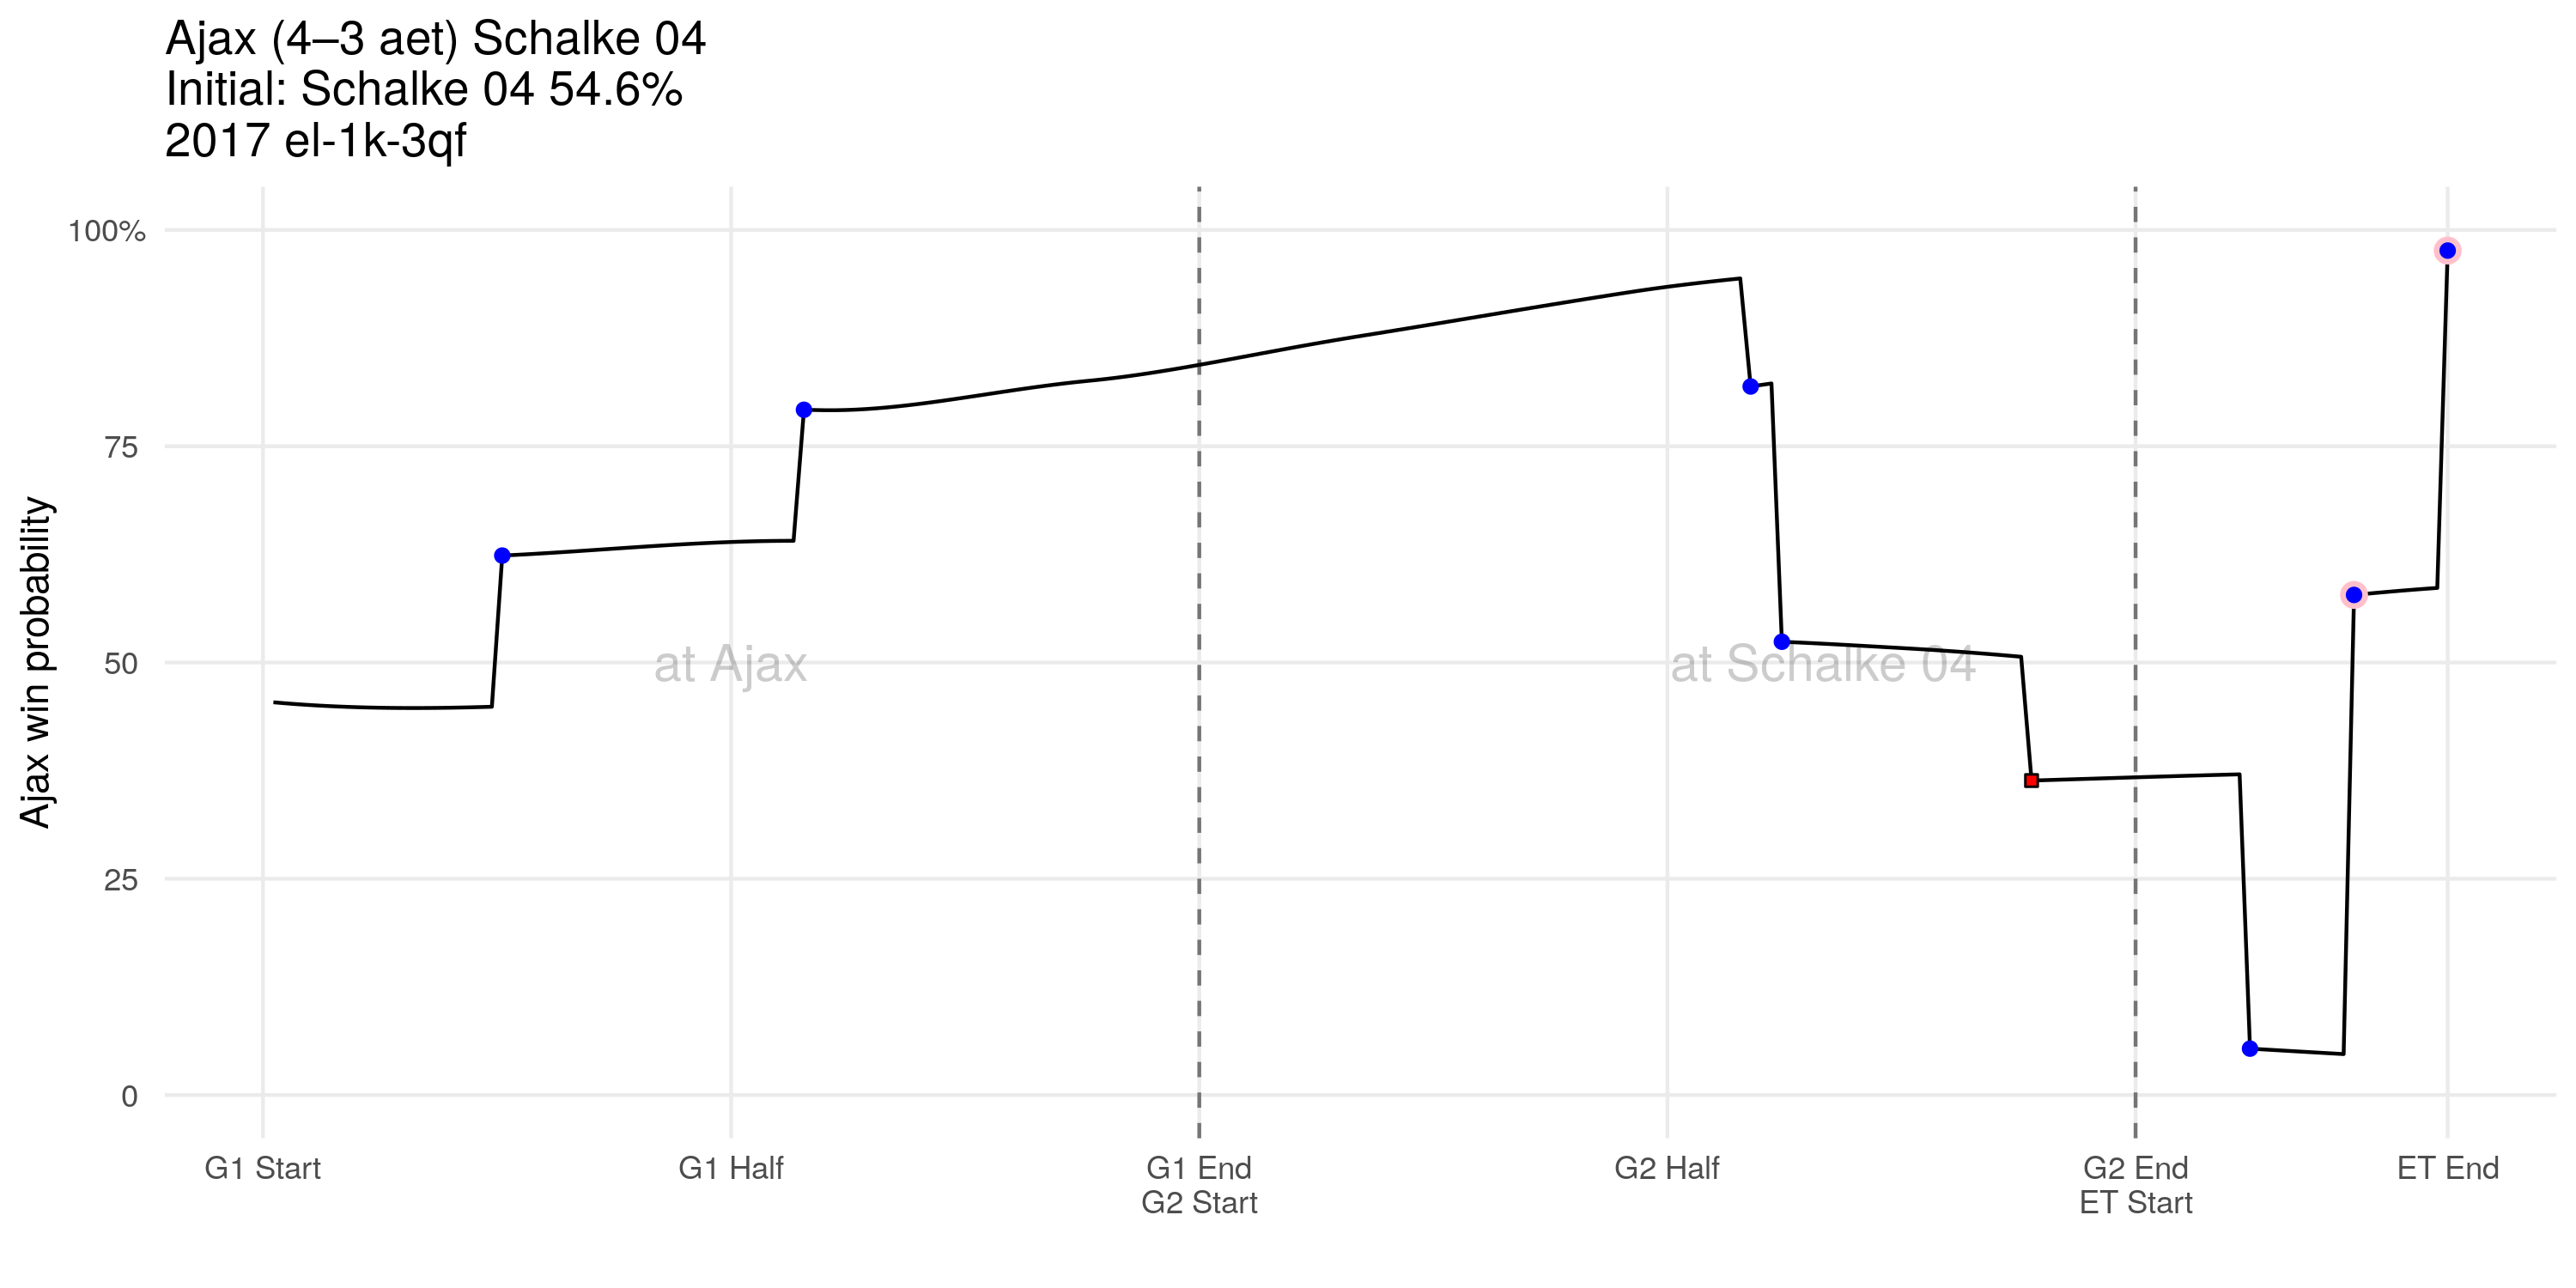 Ajax (4–3 aet) Schalke 04
Initial: Schalke 04 54.6%
2017 el-1k-3qf
Ajax win probability
100%
75
50
25
0
at Ajax
at Schalke 04
G1 Start
G1 Half
G1 End
G2 Start
G2 Half
G2 End
ET Start
ET End